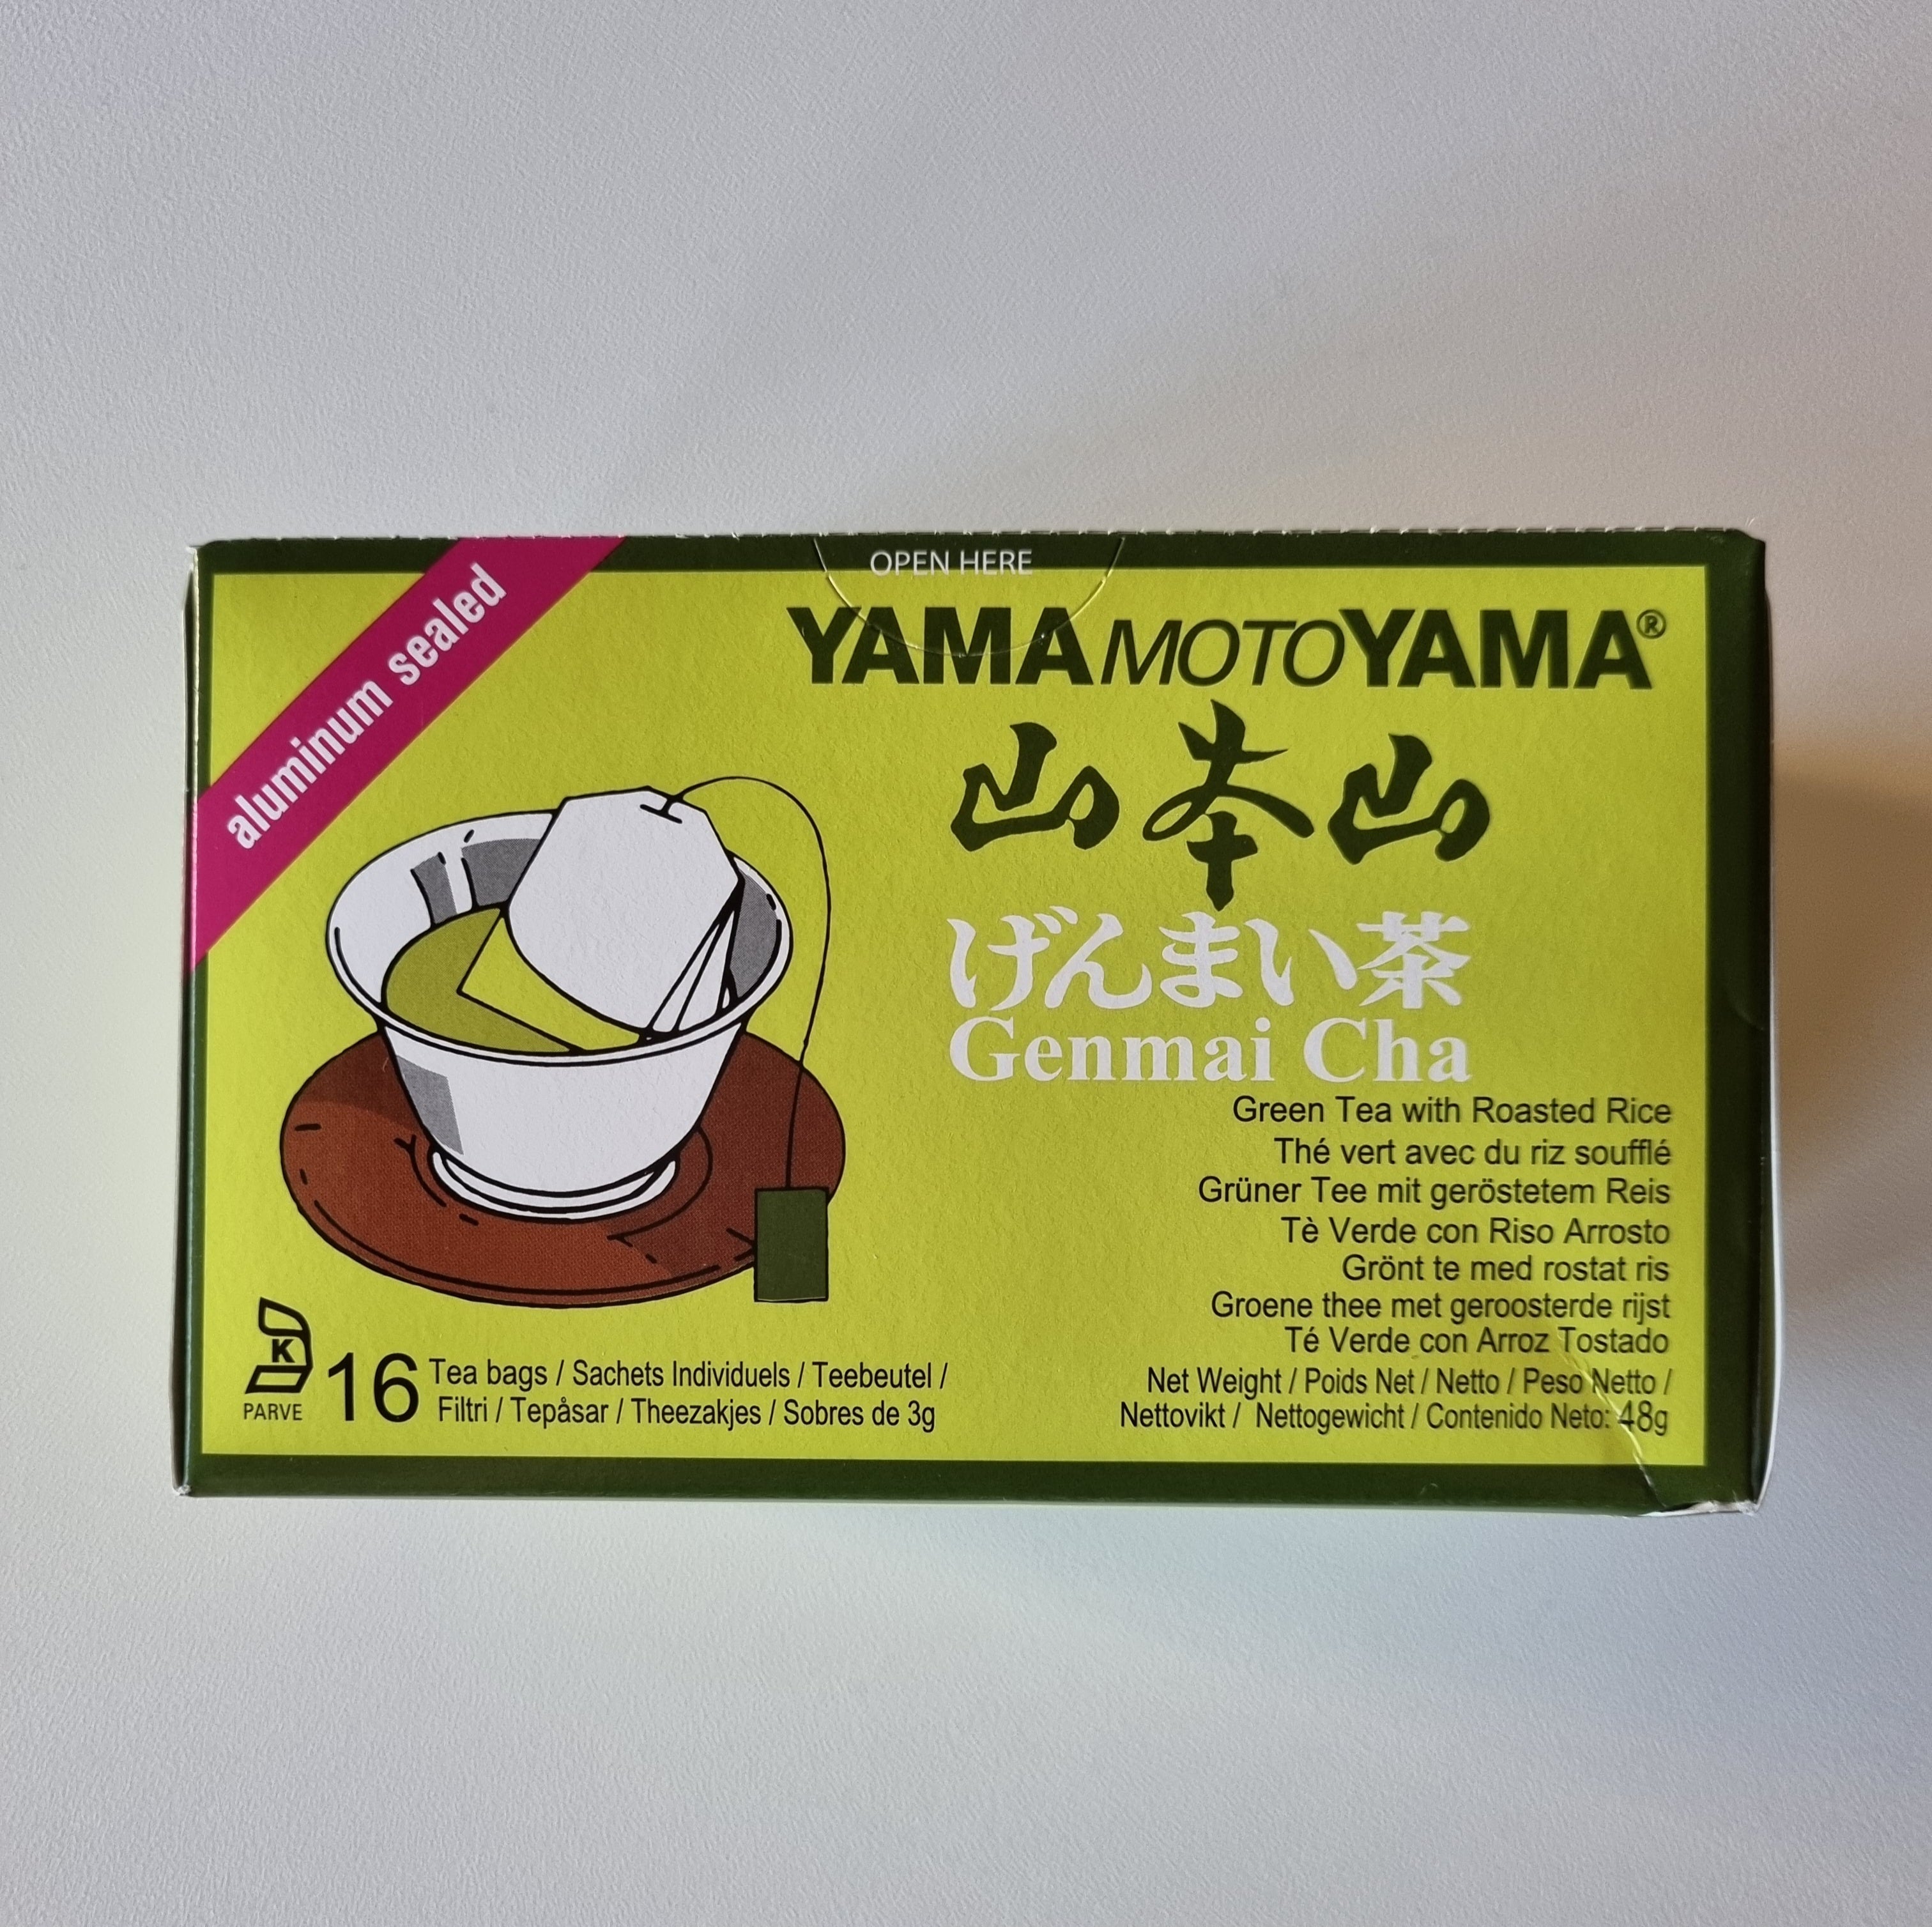 aluminum sealed
OPEN HERE
YAMAMOTOYAMA®
山本山
げんまい茶
Genmai Cha
Green Tea with Roasted Rice
Thé vert avec du riz soufflé
Grüner Tee mit geröstetem Reis
Tè Verde con Riso Arrosto
Grönt te med rostat ris
Groene thee met geroosterde rijst
Té Verde con Arroz Tostado
Net Weight / Poids Net / Netto / Peso Netto /
Nettovikt / Nettogewicht / Contenido Neto: 48g
K
PARVE
16 Tea bags / Sachets Individuels / Teebeutel /
Filtri / Tepåsar / Theezakjes / Sobres de 3g